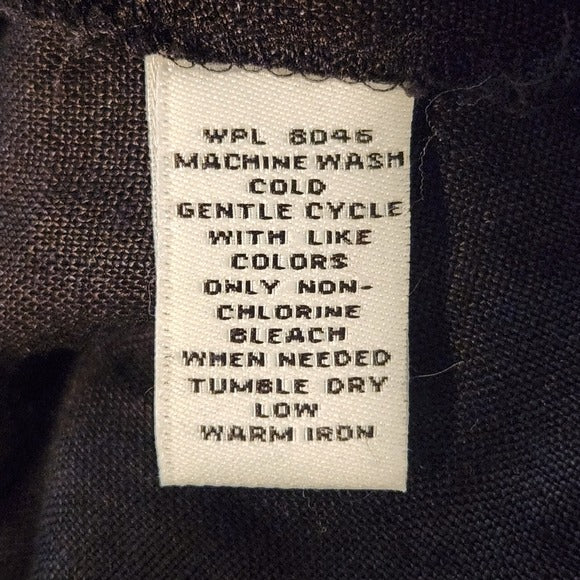 WPL 8045
MACHINE WASH
COLD
GENTLE CYCLE
WITH LIKE
COLORS
ONLY NON-
CHLORINE
BLEACH
WHEN NEEDED
TUMBLE DRY
LOW
WARM IRON